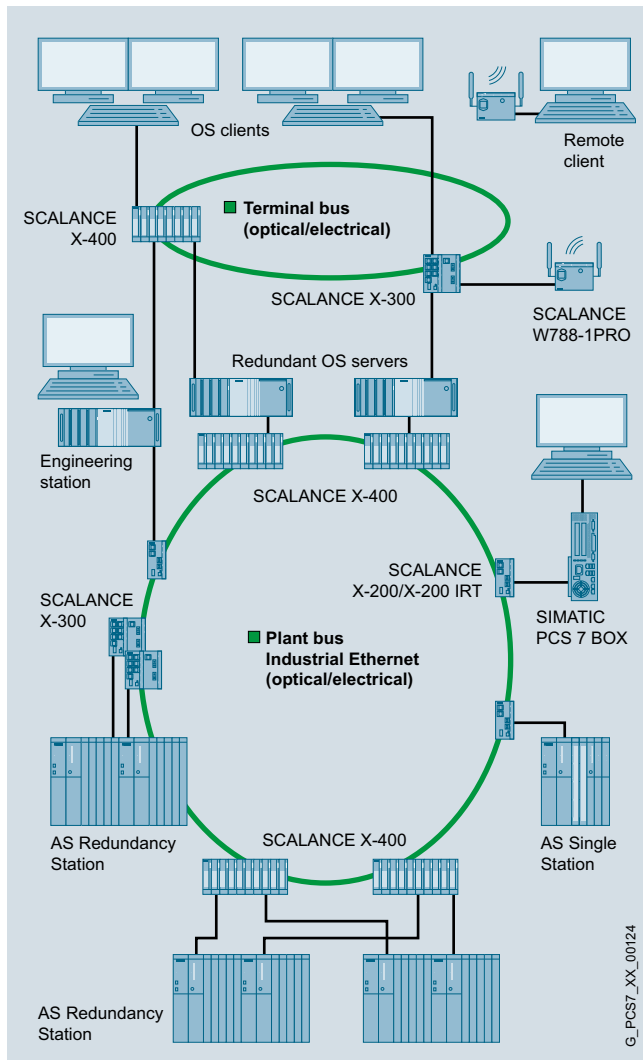 OS clients
Remote
client
SCALANCE
X-400
Terminal bus
(optical/electrical)
SCALANCE X-300
SCALANCE
W788-1PRO
Redundant OS servers
Engineering
station
SCALANCE X-400
SCALANCE
X-200/X-200 IRT
SIMATIC
PCS 7 BOX
SCALANCE
X-300
Plant bus
Industrial Ethernet
(optical/electrical)
AS Redundancy
Station
SCALANCE X-400
AS Single
Station
AS Redundancy
Station
G_PCS7_XX_00124